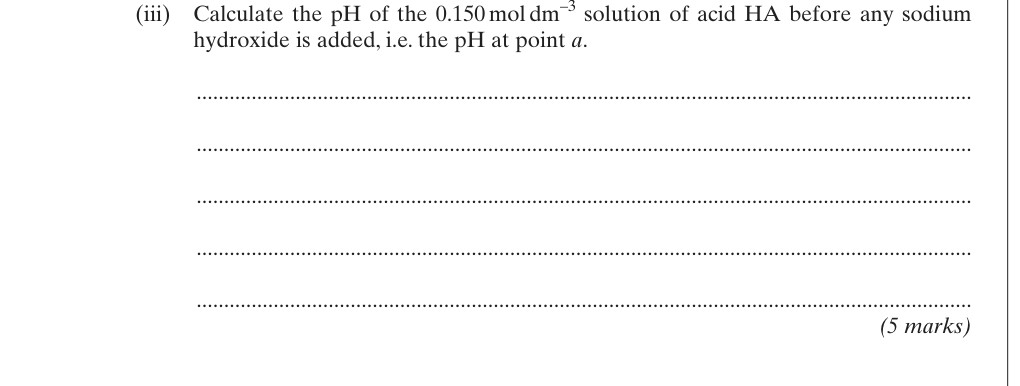 (iii) Calculate the pH of the 0.150 mol dm⁻³ solution of acid HA before any sodium
hydroxide is added, i.e. the pH at point a.
(5 marks)